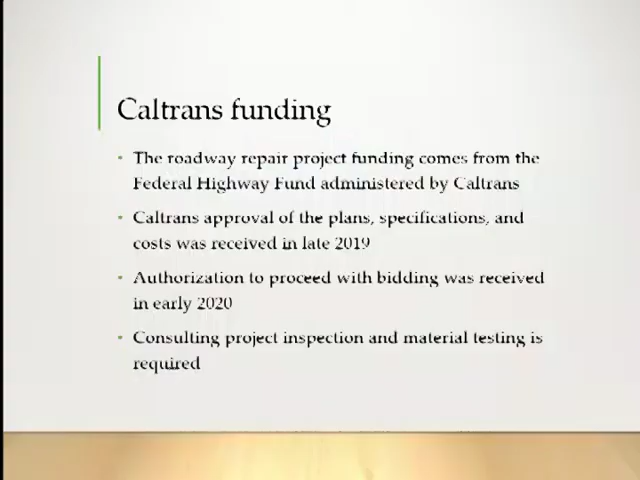 Caltrans funding
• The roadway repair project funding comes from the
Federal Highway Fund administered by Caltrans
• Caltrans approval of the plans, specifications, and
costs was received in late 2019
• Authorization to proceed with bidding was received
in early 2020
• Consulting project inspection and material testing is
required